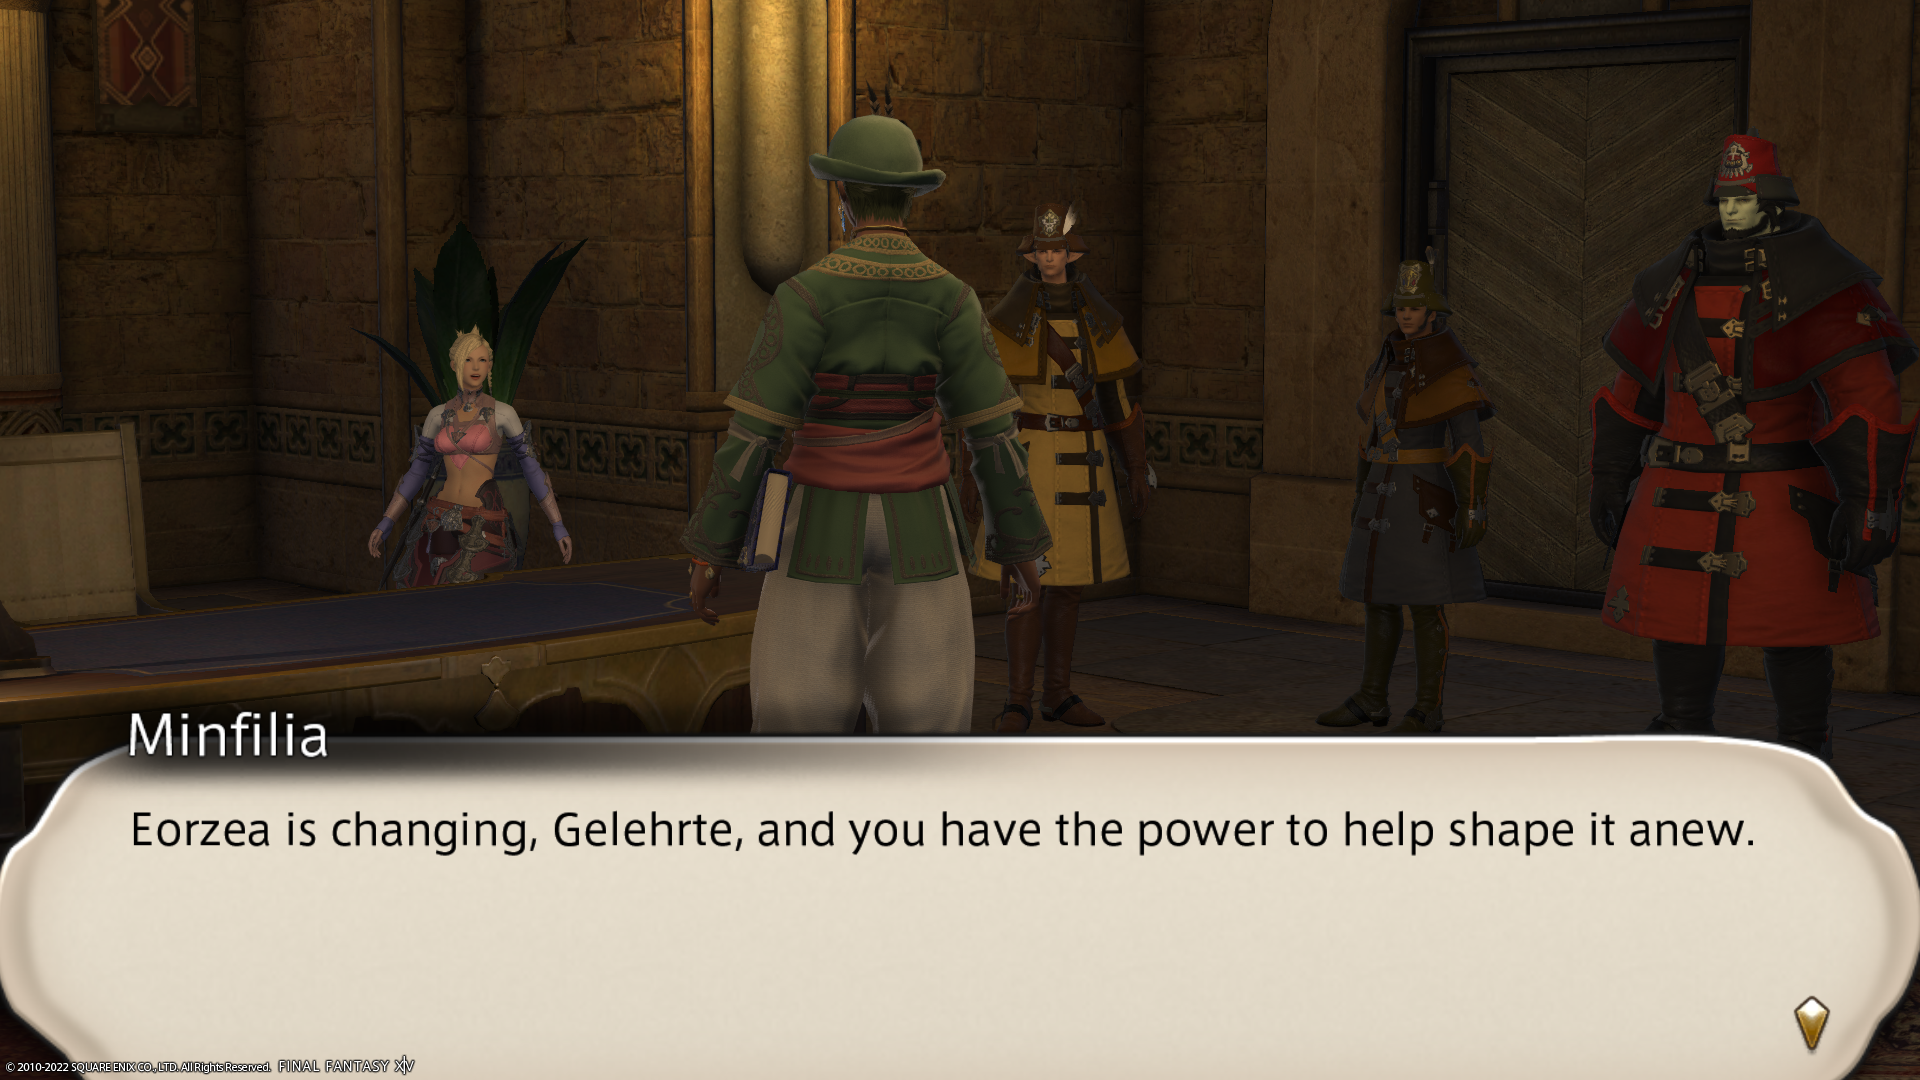 Minfilia
Eorzea is changing, Gelehrte, and you have the power to help shape it anew.
© 2010-2022 SQUARE ENIX CO., LTD. All Rights Reserved. FINAL FANTASY XIV